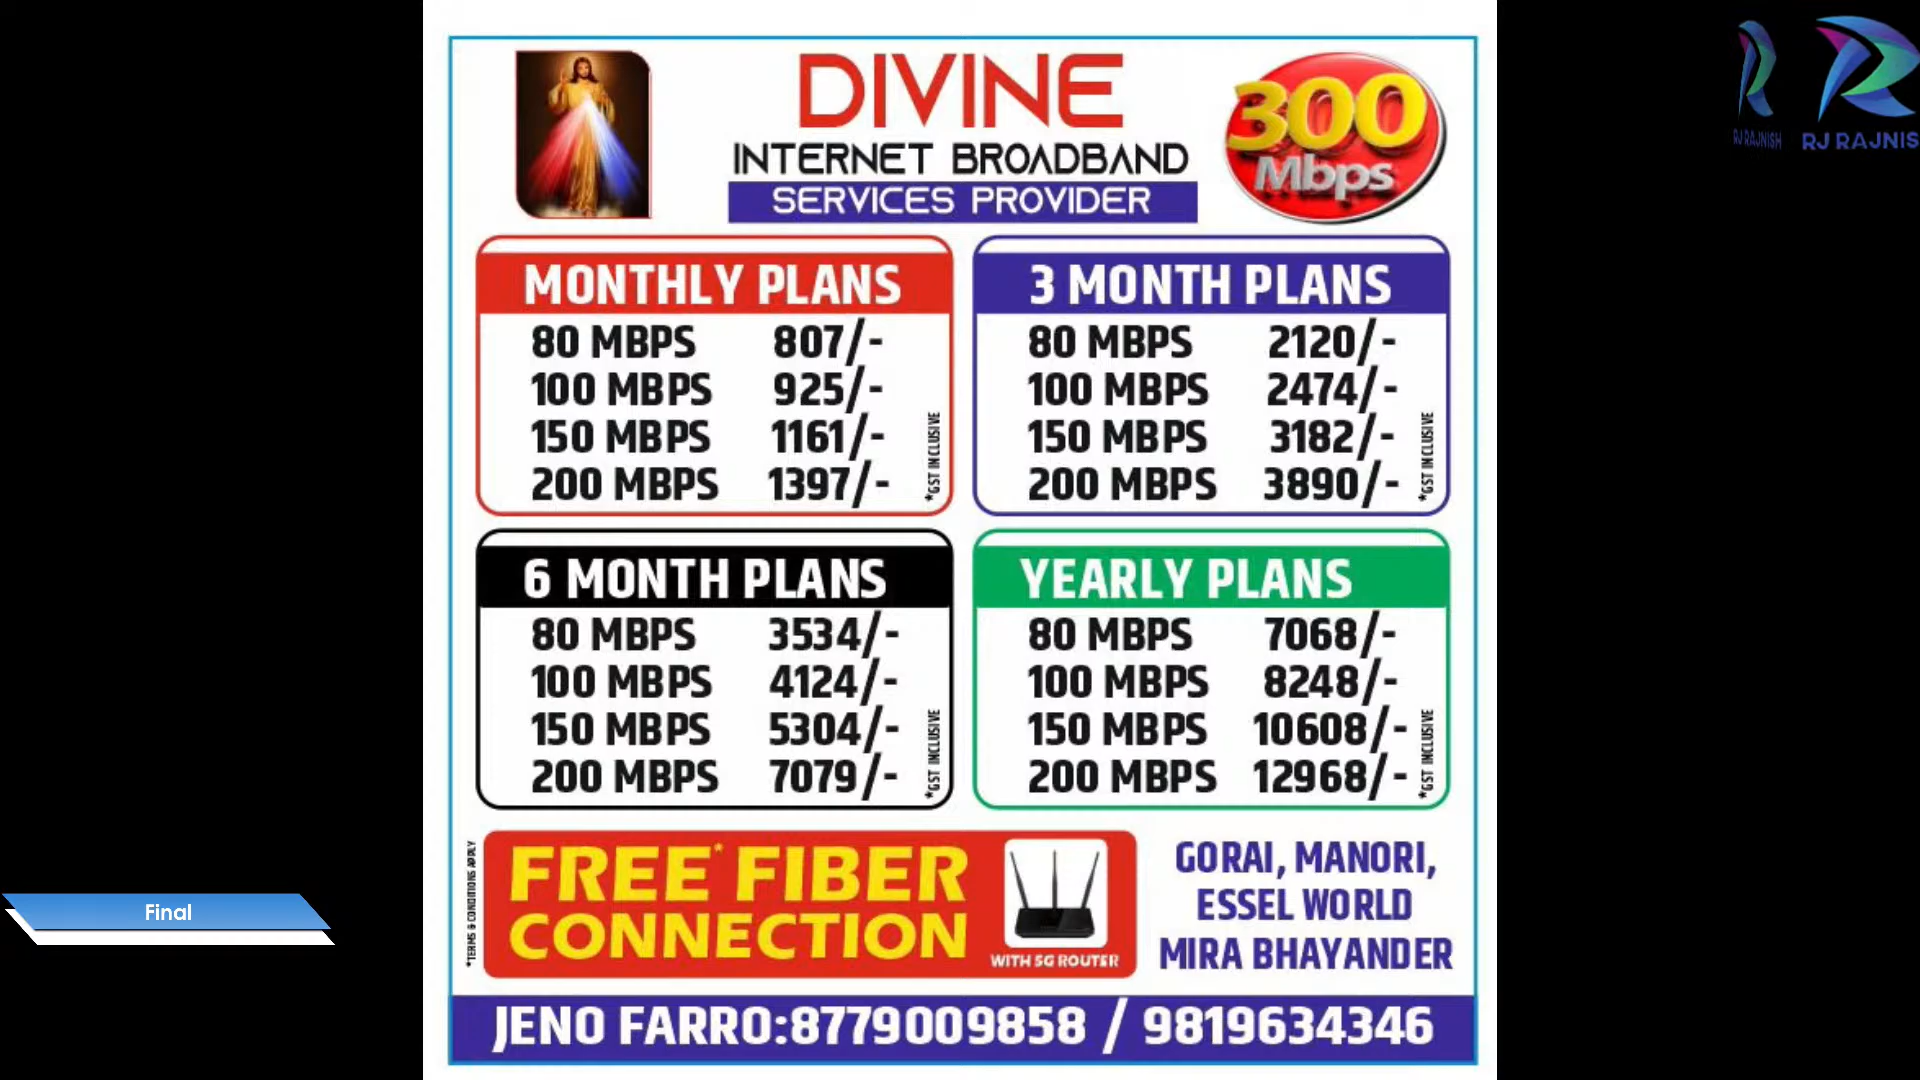 DIVINE
INTERNET BROADBAND
SERVICES PROVIDER
300
Mbps
RJ RAJNISH
RJ RAJNIS
MONTHLY PLANS
80 MBPS 807/-
100 MBPS 925/-
150 MBPS 1161/-
200 MBPS 1397/-
*GST INCLUSIVE
3 MONTH PLANS
80 MBPS 2120/-
100 MBPS 2474/-
150 MBPS 3182/-
200 MBPS 3890/-
*GST INCLUSIVE
6 MONTH PLANS
80 MBPS 3534/-
100 MBPS 4124/-
150 MBPS 5304/-
200 MBPS 7079/-
*GST INCLUSIVE
YEARLY PLANS
80 MBPS 7068/-
100 MBPS 8248/-
150 MBPS 10608/-
200 MBPS 12968/-
*GST INCLUSIVE
*TERMS & CONDITIONS APPLY
FREE* FIBER
CONNECTION
WITH 5G ROUTER
GORAI, MANORI,
ESSEL WORLD
MIRA BHAYANDER
Final
JENO FARRO:8779009858 / 9819634346